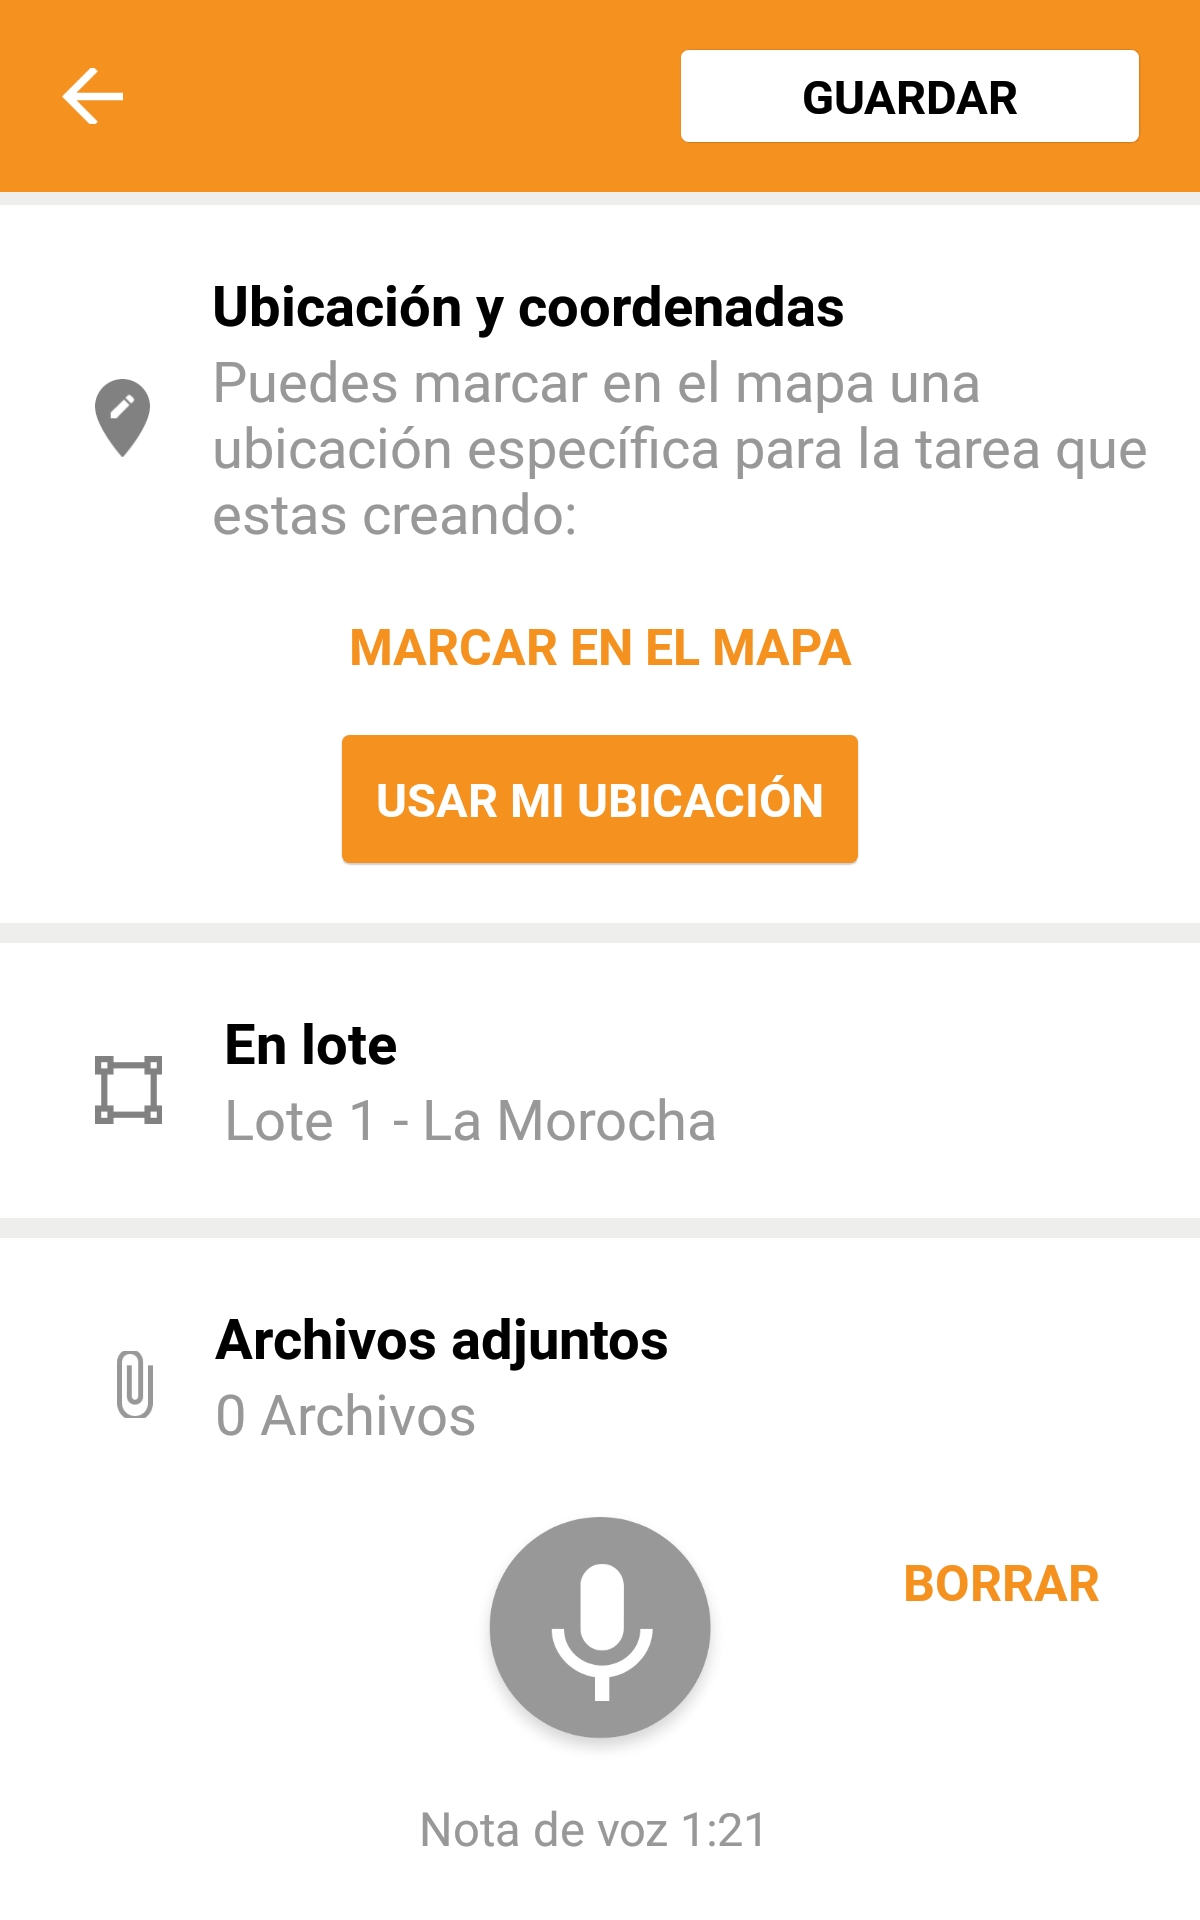 GUARDAR
Ubicación y coordenadas
Puedes marcar en el mapa una
ubicación específica para la tarea que
estas creando:
MARCAR EN EL MAPA
USAR MI UBICACIÓN
En lote
Lote 1 - La Morocha
Archivos adjuntos
0 Archivos
BORRAR
Nota de voz 1:21